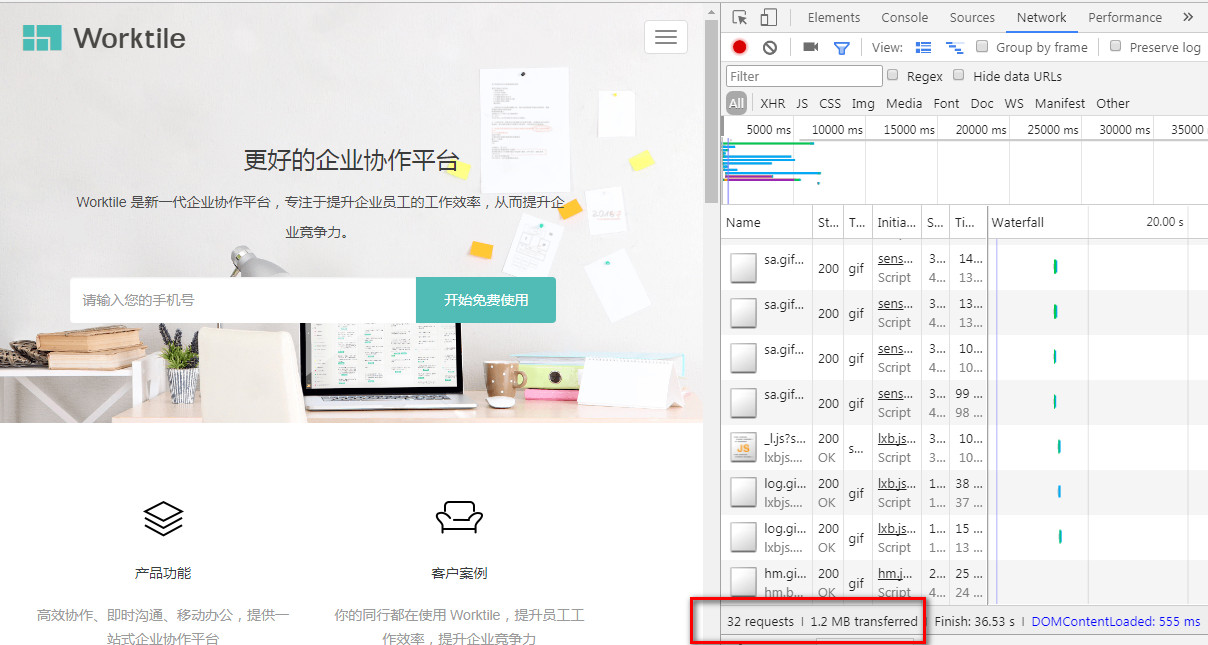 Worktile
更好的企业协作平台
Worktile 是新一代企业协作平台，专注于提升企业员工的工作效率，从而提升企
业竞争力。
请输入您的手机号
开始免费使用
产品功能
客户案例
高效协作、即时沟通、移动办公，提供一
站式企业协作平台
你的同行都在使用 Worktile，提升员工工
作效率，提升企业竞争力
Elements Console Sources Network Performance »
View: Group by frame Preserve log
Filter Regex Hide data URLs
All XHR JS CSS Img Media Font Doc WS Manifest Other
5000 ms 10000 ms 15000 ms 20000 ms 25000 ms 30000 ms 35000
Name St... T... Initia... S... Ti... Waterfall 20.00 s
sa.gif... 200 gif sens... 3... 14...
Script 4... 13...
sa.gif... 200 gif sens... 3... 13...
Script 4... 13...
sa.gif... 200 gif sens... 3... 10...
Script 4... 10...
sa.gif... 200 gif sens... 3... 99 ...
Script 4... 98 ...
_l.js?s... 200 s... lxb.js... 3... 10...
lxbjs.... OK Script 3... 10...
log.gi... 200 gif lxb.js... 1... 38 ...
lxbjs.... OK Script 1... 37 ...
log.gi... 200 gif lxb.js... 1... 15 ...
lxbjs.... OK Script 1... 13 ...
hm.gi... 200 gif hm.j... 2... 25 ...
hm.b... OK Script 4... 24 ...
32 requests | 1.2 MB transferred | Finish: 36.53 s | DOMContentLoaded: 555 ms